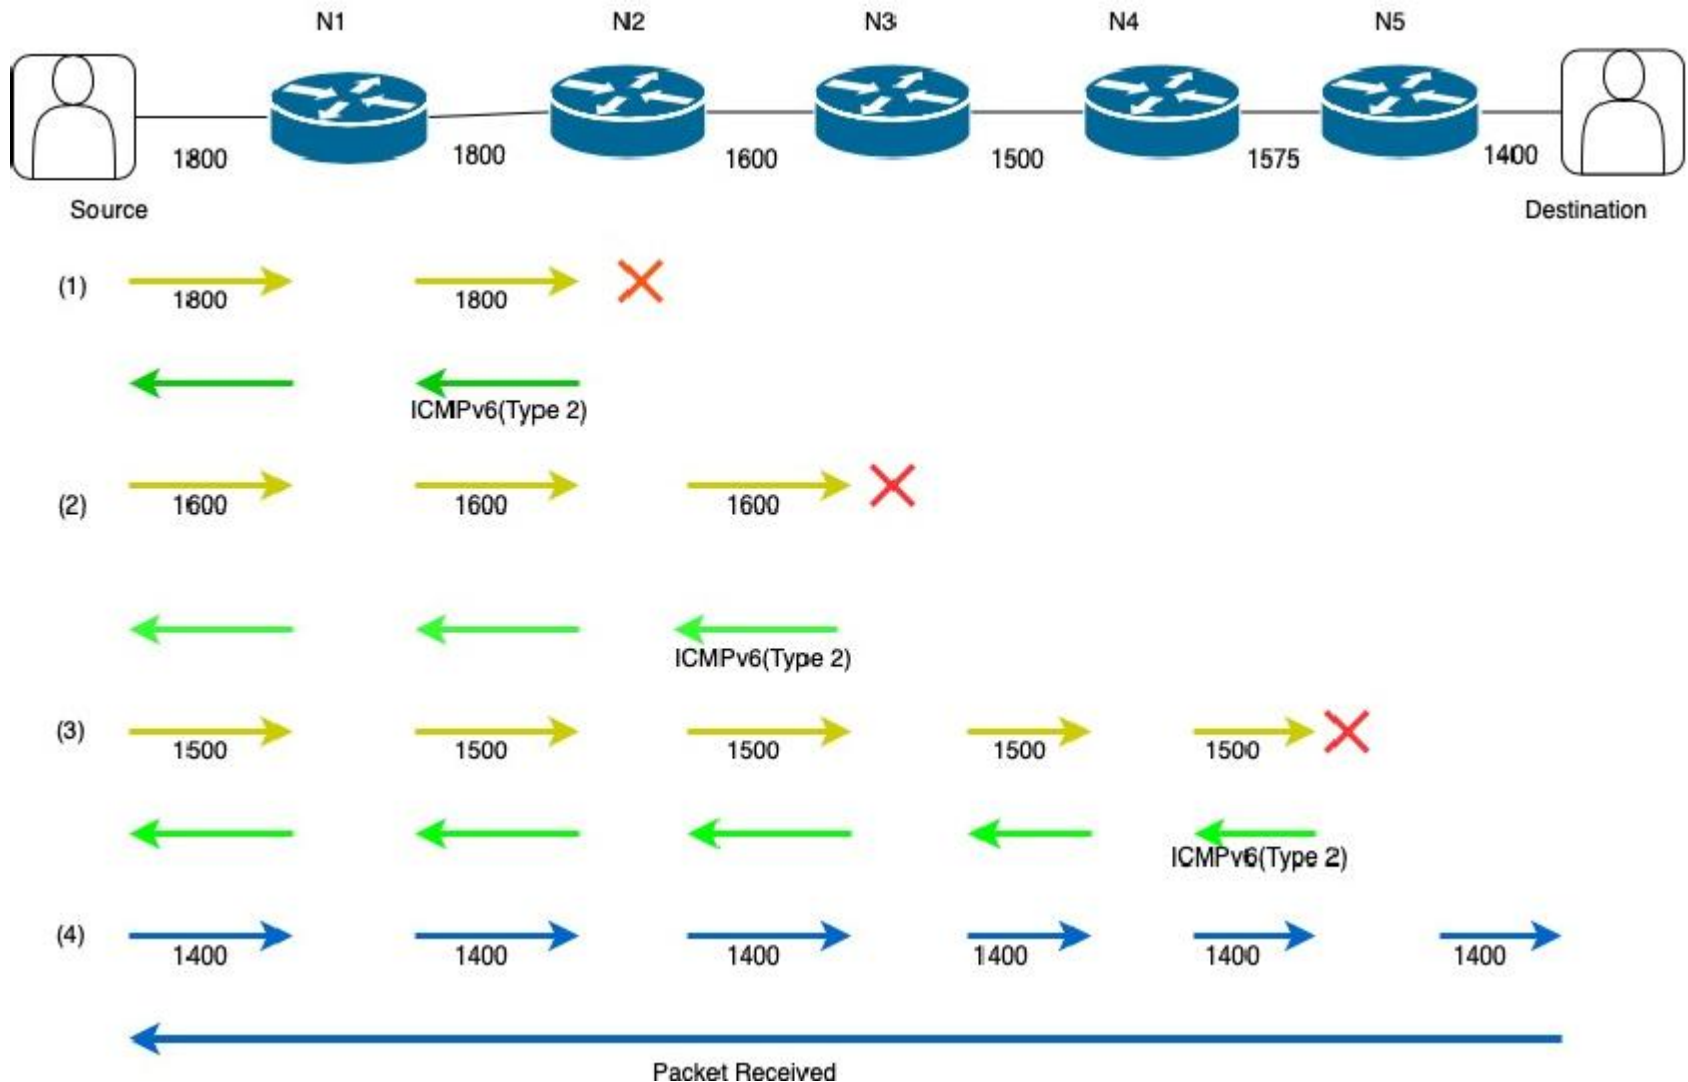 N1 N2 N3 N4 N5
1800 1800 1600 1500 1575 1400
Source Destination
(1)
1800 1800
ICMPv6(Type 2)
(2)
1600 1600 1600
ICMPv6(Type 2)
(3)
1500 1500 1500 1500 1500
ICMPv6(Type 2)
(4)
1400 1400 1400 1400 1400 1400
Packet Received